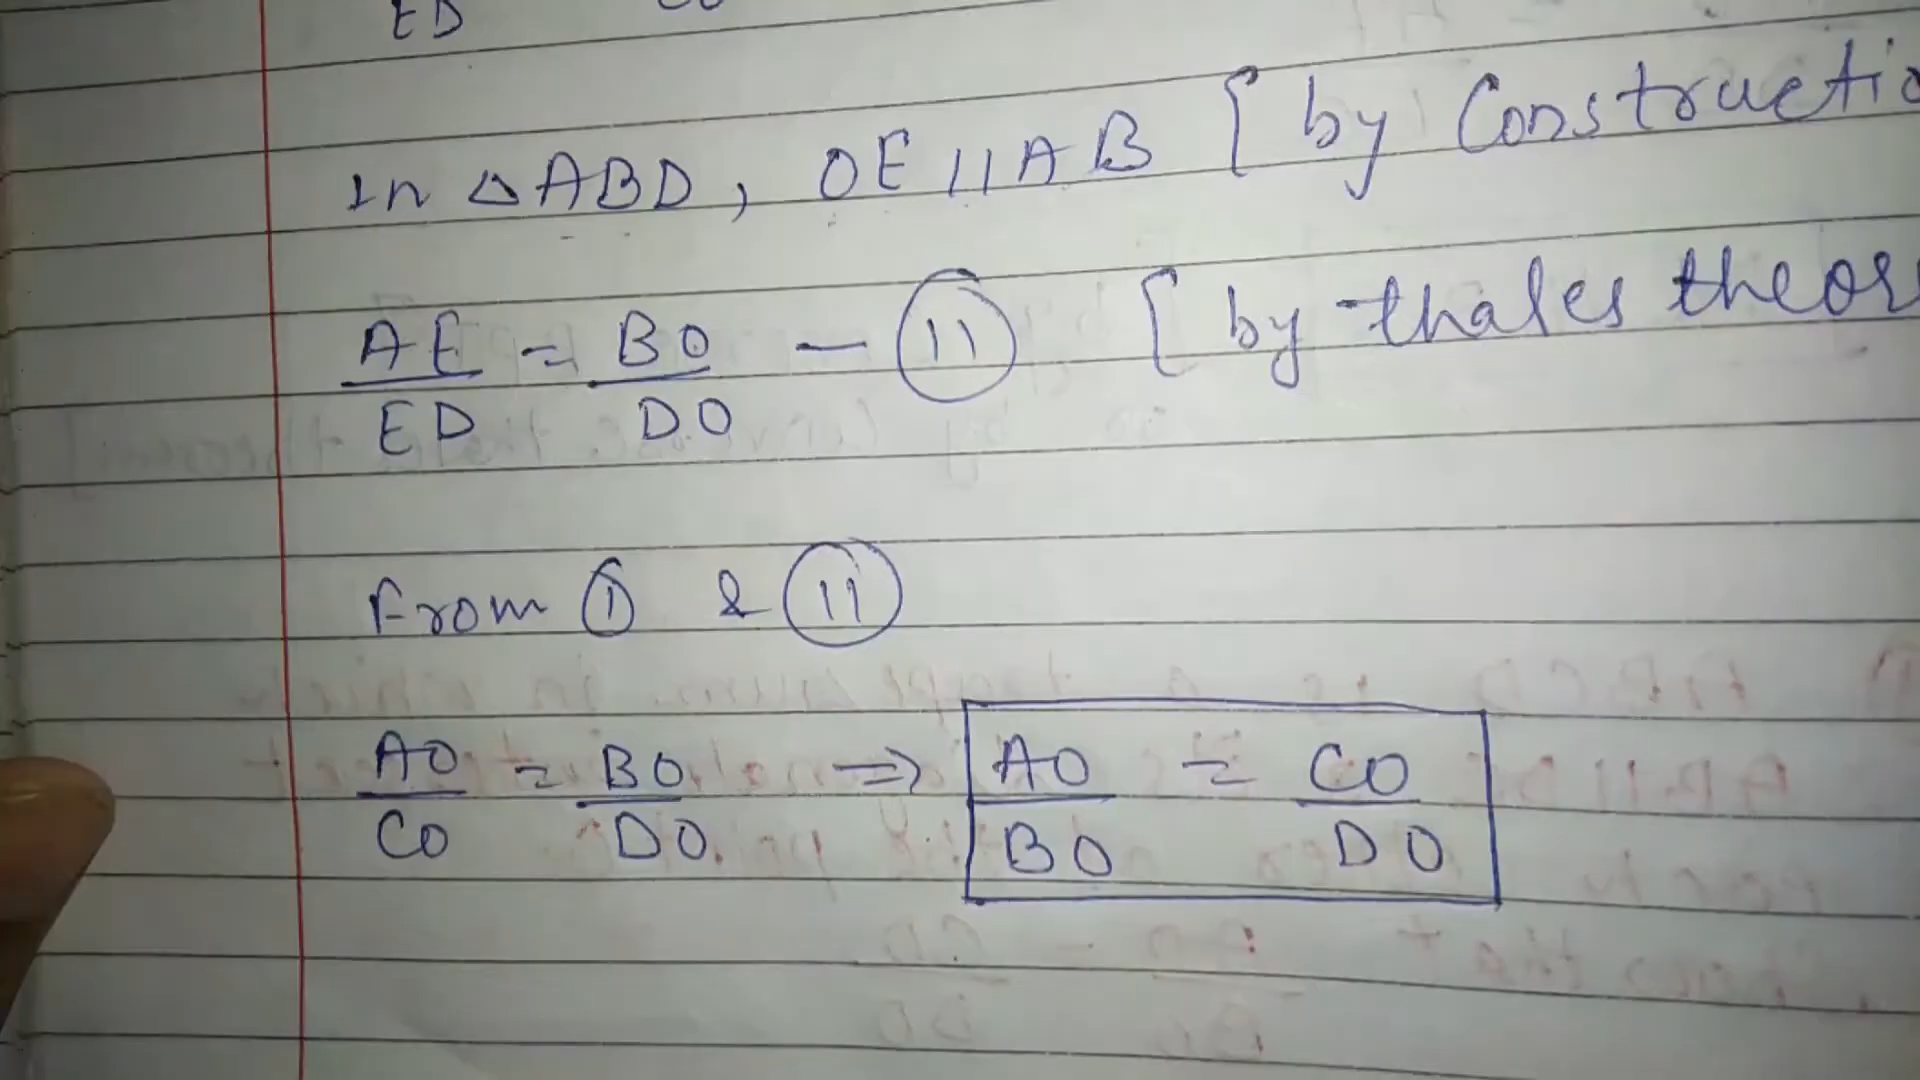 ED
In △ABD, OE || AB [by Constructio
AE = BO — (II) [by thales theor
ED DO
From (I) & (II)
AO = BO ⇒ AO = CO
CO DO. BO DO